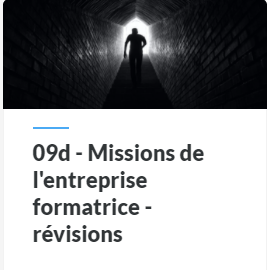 09d - Missions de
l'entreprise
formatrice -
révisions